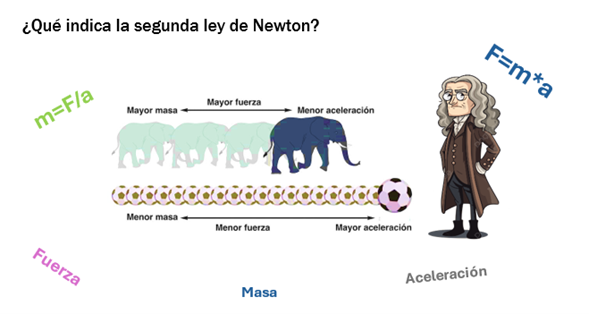 ¿Qué indica la segunda ley de Newton?
F=m*a
m=F/a
Mayor fuerza
Mayor masa
Menor aceleración
Menor masa
Menor fuerza
Mayor aceleración
Fuerza
Masa
Aceleración